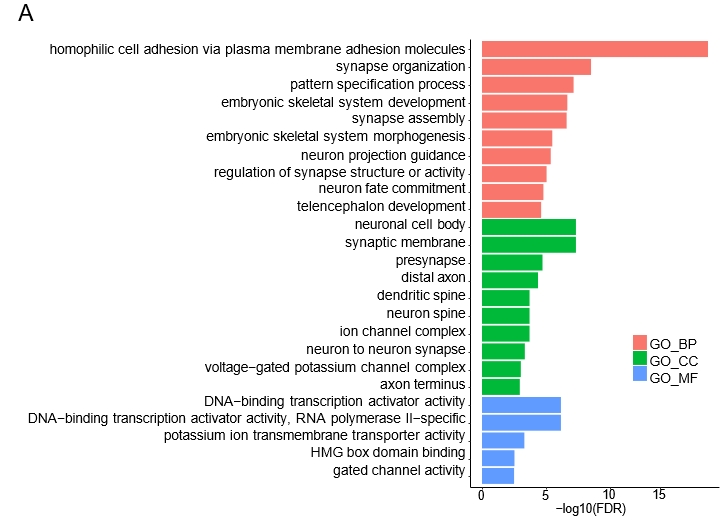 A
homophilic cell adhesion via plasma membrane adhesion molecules
synapse organization
pattern specification process
embryonic skeletal system development
synapse assembly
embryonic skeletal system morphogenesis
neuron projection guidance
regulation of synapse structure or activity
neuron fate commitment
telencephalon development
neuronal cell body
synaptic membrane
presynapse
distal axon
dendritic spine
neuron spine
ion channel complex
neuron to neuron synapse
voltage−gated potassium channel complex
axon terminus
DNA−binding transcription activator activity
DNA−binding transcription activator activity, RNA polymerase II−specific
potassium ion transmembrane transporter activity
HMG box domain binding
gated channel activity
GO_BP
GO_CC
GO_MF
0 5 10 15
−log10(FDR)